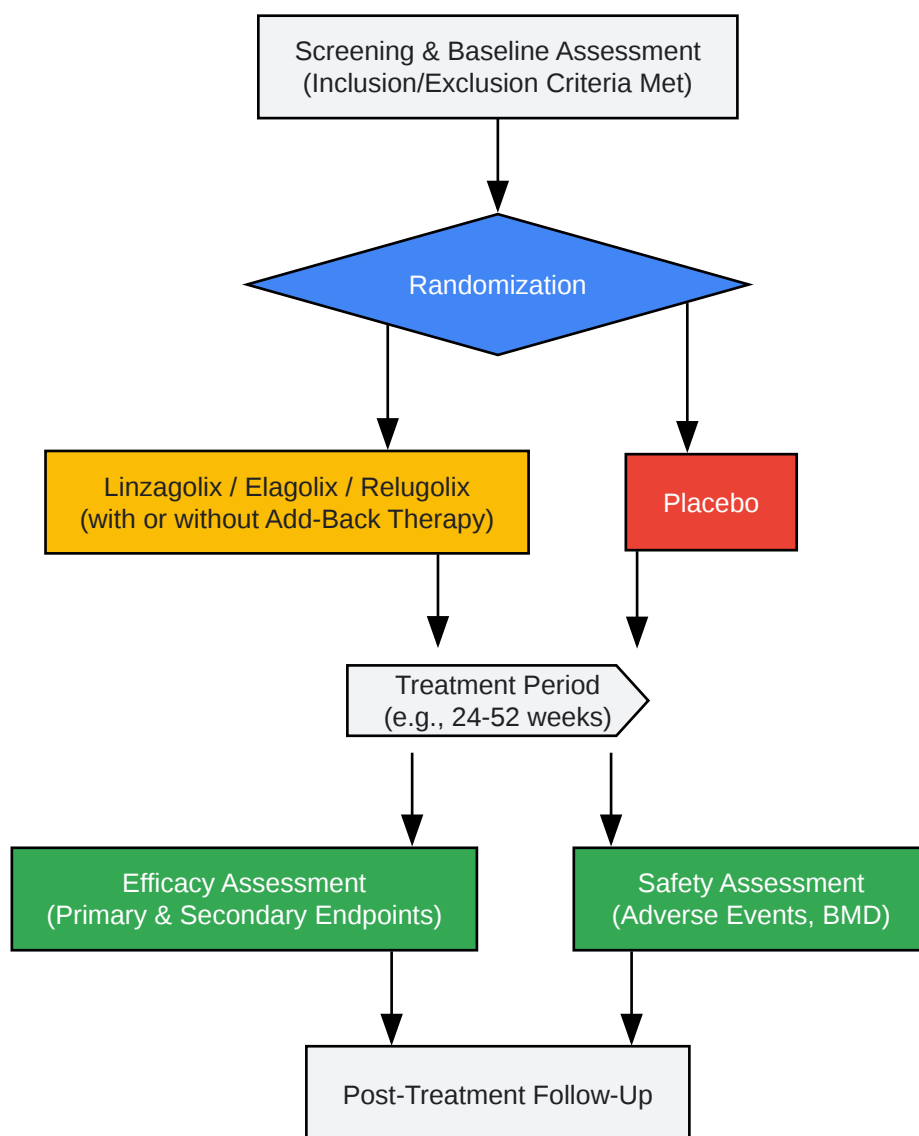 Screening & Baseline Assessment
(Inclusion/Exclusion Criteria Met)
Randomization
Linzagolix / Elagolix / Relugolix
(with or without Add-Back Therapy)
Placebo
Treatment Period
(e.g., 24-52 weeks)
Efficacy Assessment
(Primary & Secondary Endpoints)
Safety Assessment
(Adverse Events, BMD)
Post-Treatment Follow-Up